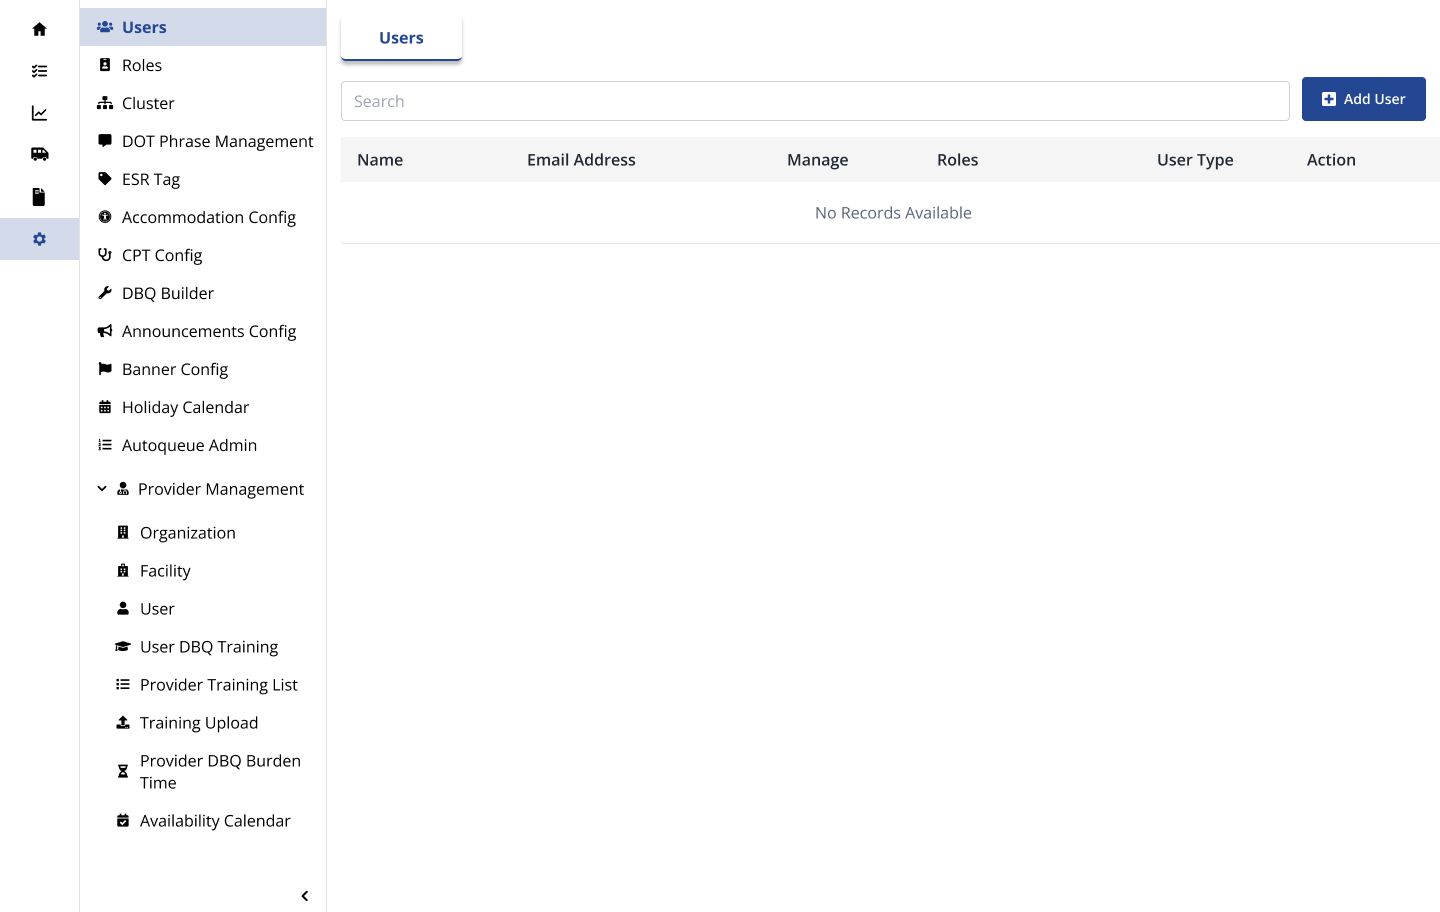 Users
Roles
Cluster
DOT Phrase Management
ESR Tag
Accommodation Config
CPT Config
DBQ Builder
Announcements Config
Banner Config
Holiday Calendar
Autoqueue Admin
Provider Management
Organization
Facility
User
User DBQ Training
Provider Training List
Training Upload
Provider DBQ Burden
Time
Availability Calendar
Users
Search
Add User
Name Email Address Manage Roles User Type Action
No Records Available